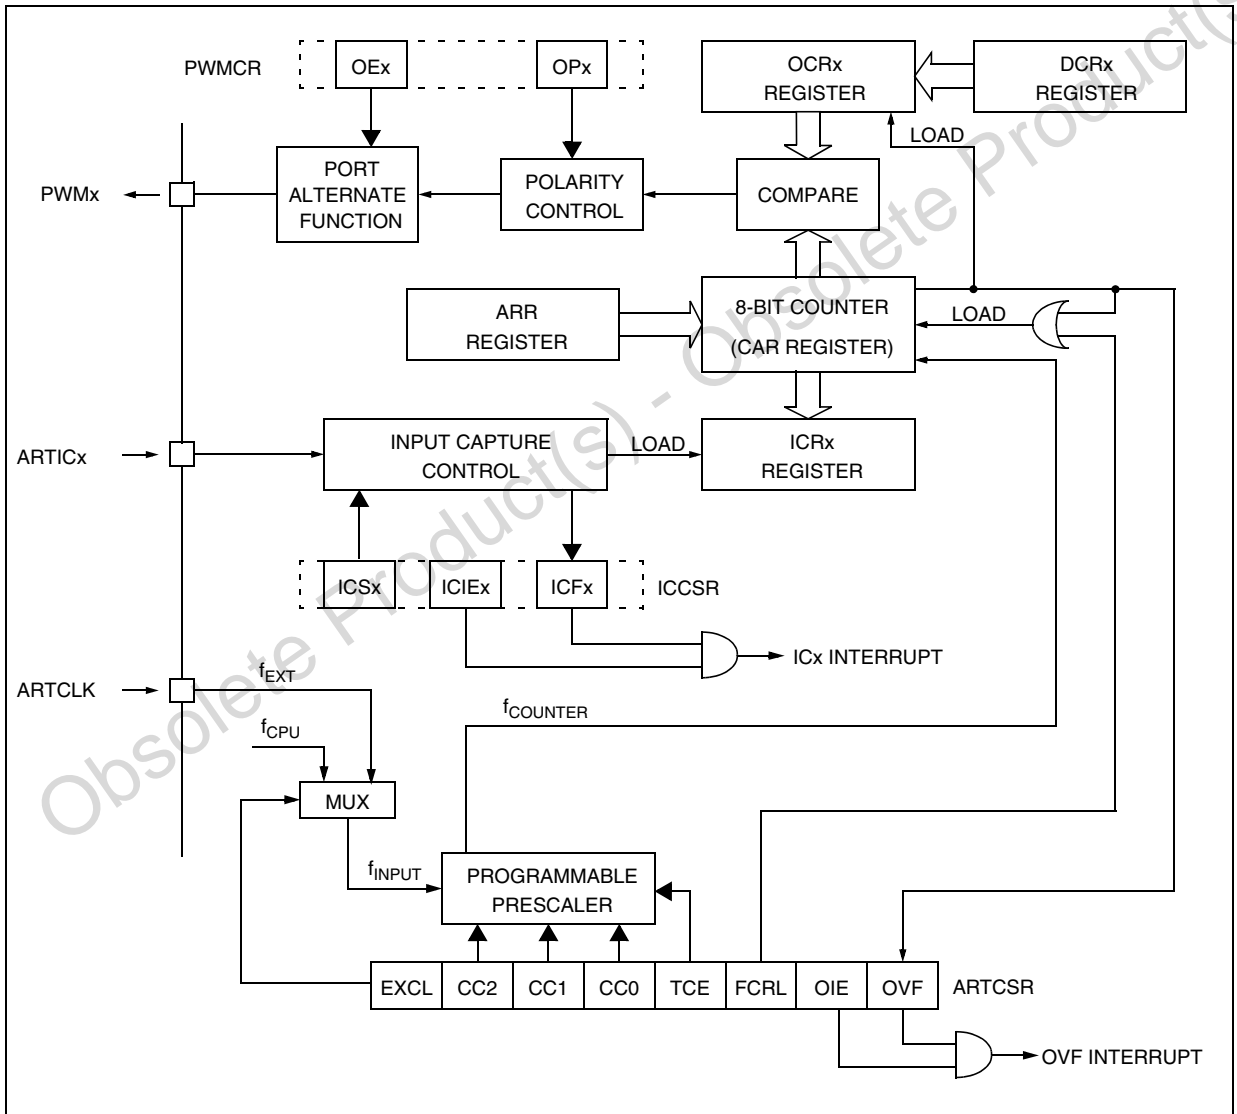 PWMCR
OEx
OPx
OCRx
REGISTER
DCRx
REGISTER
LOAD
PWMx
PORT
ALTERNATE
FUNCTION
POLARITY
CONTROL
COMPARE
ARR
REGISTER
8-BIT COUNTER
(CAR REGISTER)
LOAD
ARTICx
INPUT CAPTURE
CONTROL
LOAD
ICRx
REGISTER
ICSx
ICIEx
ICFx
ICCSR
ICx INTERRUPT
ARTCLK
fEXT
fCPU
fCOUNTER
MUX
fINPUT
PROGRAMMABLE
PRESCALER
EXCL
CC2
CC1
CC0
TCE
FCRL
OIE
OVF
ARTCSR
OVF INTERRUPT
Obsolete Product(s) - Obsolete Product(s